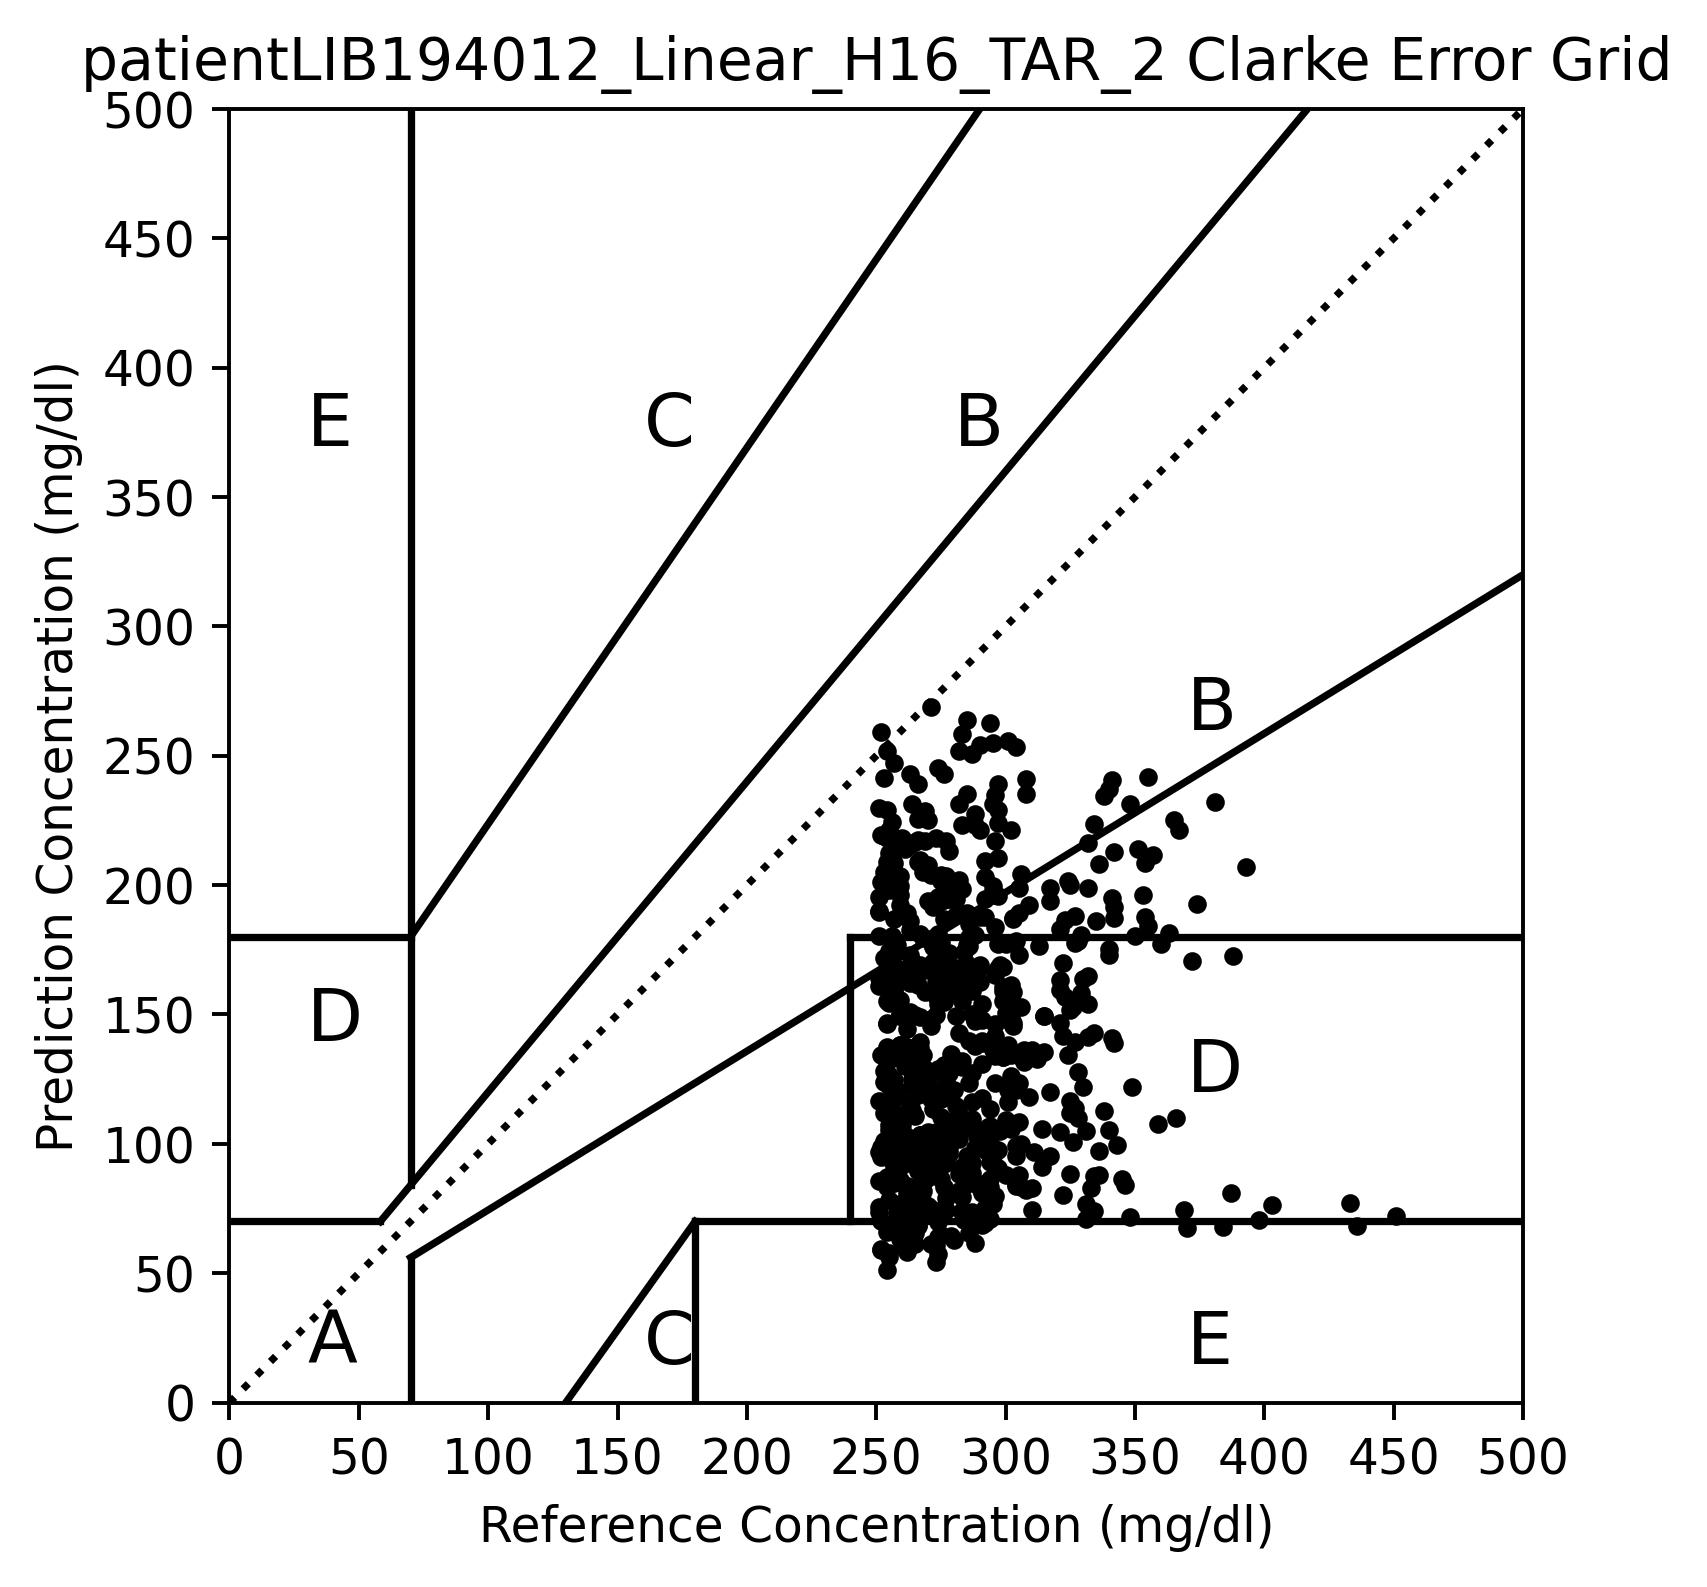 patientLIB194012_Linear_H16_TAR_2 Clarke Error Grid
Prediction Concentration (mg/dl)
500
450
400
350
300
250
200
150
100
50
0
E
C
B
B
D
D
A
C
E
0 50 100 150 200 250 300 350 400 450 500
Reference Concentration (mg/dl)